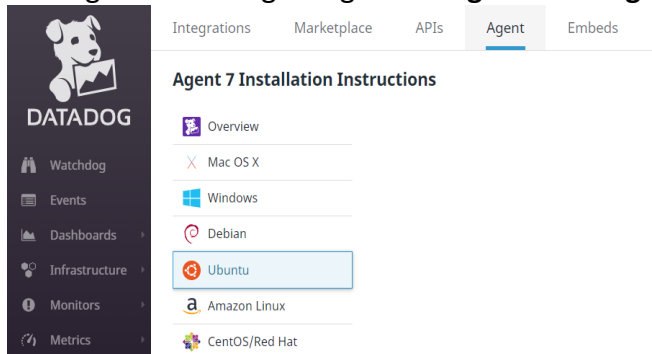 Integrations Marketplace APIs Agent Embeds
DATADOG
Watchdog
Events
Dashboards
Infrastructure
Monitors
Metrics
Agent 7 Installation Instructions
Overview
Mac OS X
Windows
Debian
Ubuntu
Amazon Linux
CentOS/Red Hat